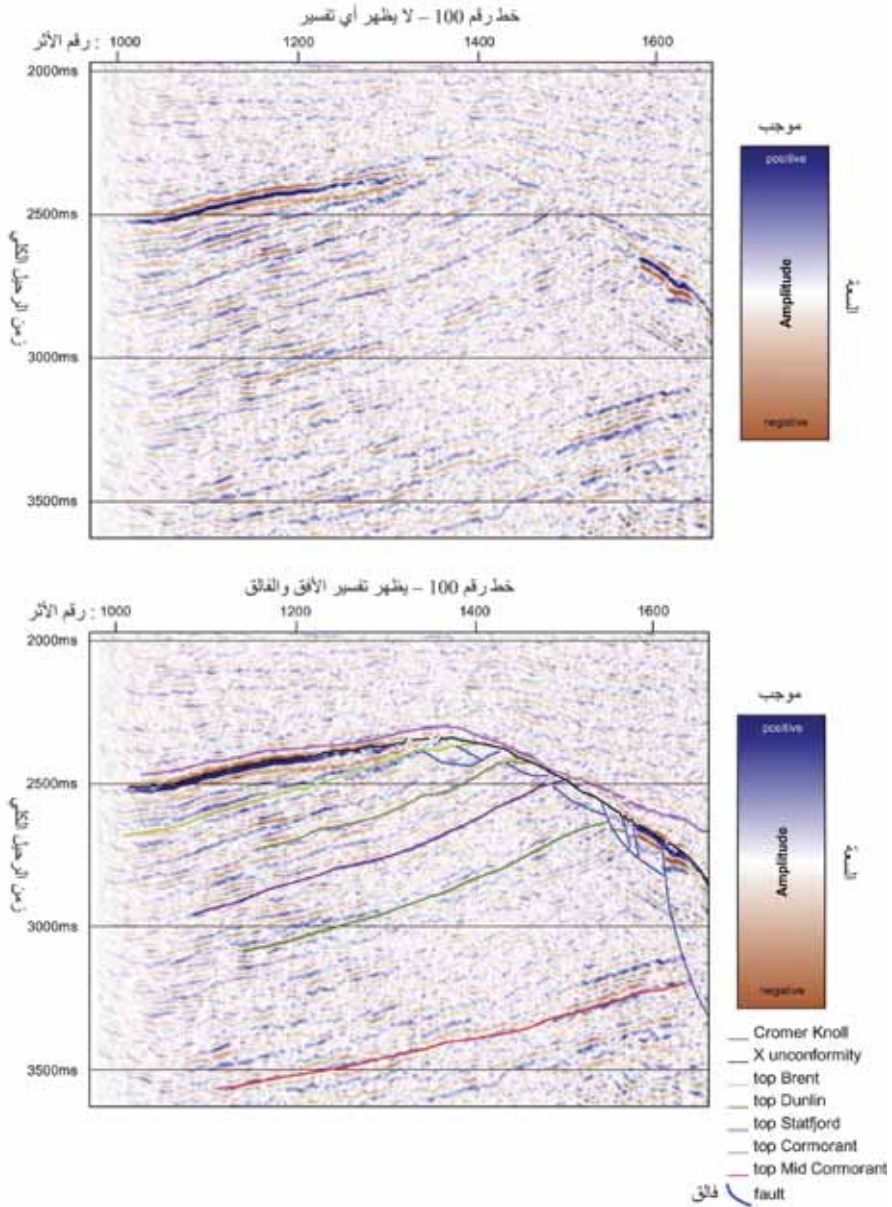 خط رقم 100 – لا يظهر أي تفسير
رقم الأثر : 1000 1200 1400 1600
2000ms
2500ms
3000ms
3500ms
زمن الرحيل الكلي
موجب
positive
Amplitude
negative
السعة
خط رقم 100 – يظهر تفسير الأفق والفالق
رقم الأثر : 1000 1200 1400 1600
2000ms
2500ms
3000ms
3500ms
زمن الرحيل الكلي
موجب
positive
Amplitude
negative
السعة
Cromer Knoll
X unconformity
top Brent
top Dunlin
top Statfjord
top Cormorant
top Mid Cormorant
فالق fault